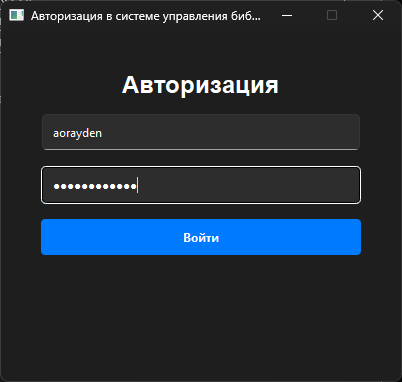 Авторизация в системе управления биб...
Авторизация
aorayden
••••••••••••
Войти